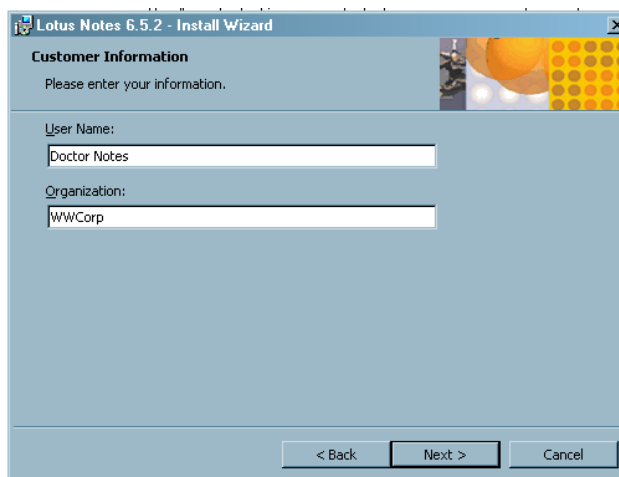 Lotus Notes 6.5.2 - Install Wizard
Customer Information
Please enter your information.
User Name:
Doctor Notes
Organization:
WWCorp
< Back Next > Cancel